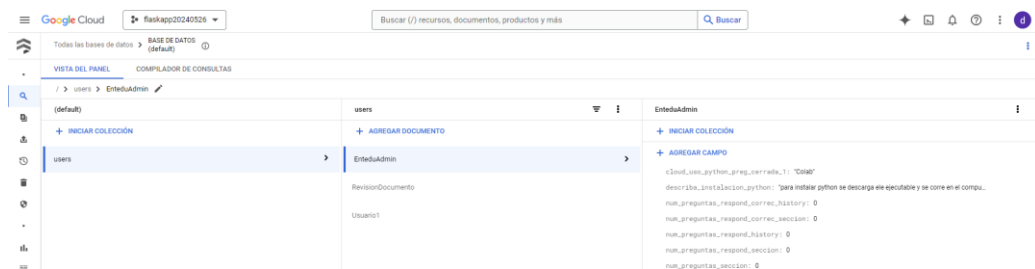 Google Cloud flaskapp20240526 Buscar (/) recursos, documentos, productos y más Buscar d
Todas las bases de datos > BASE DE DATOS
(default)
VISTA DEL PANEL COMPILADOR DE CONSULTAS
/ > users > EnteduAdmin
(default) users EnteduAdmin
+ INICIAR COLECCIÓN + AGREGAR DOCUMENTO + INICIAR COLECCIÓN
users > EnteduAdmin > + AGREGAR CAMPO
cloud_uso_python_preg_cerrada_1: "Colab"
describa_instalacion_python: "para instalar python se descarga ele ejecutable y se corre en el compu...
RevisionDocumento
num_preguntas_respond_correc_history: 0
num_preguntas_respond_correc_seccion: 0
Usuario1
num_preguntas_respond_history: 0
num_preguntas_respond_seccion: 0
num_preguntas_seccion: 0